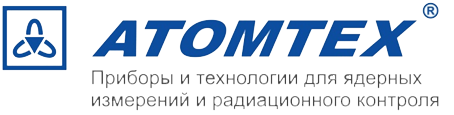 ATOMTEX®
Приборы и технологии для ядерных
измерений и радиационного контроля